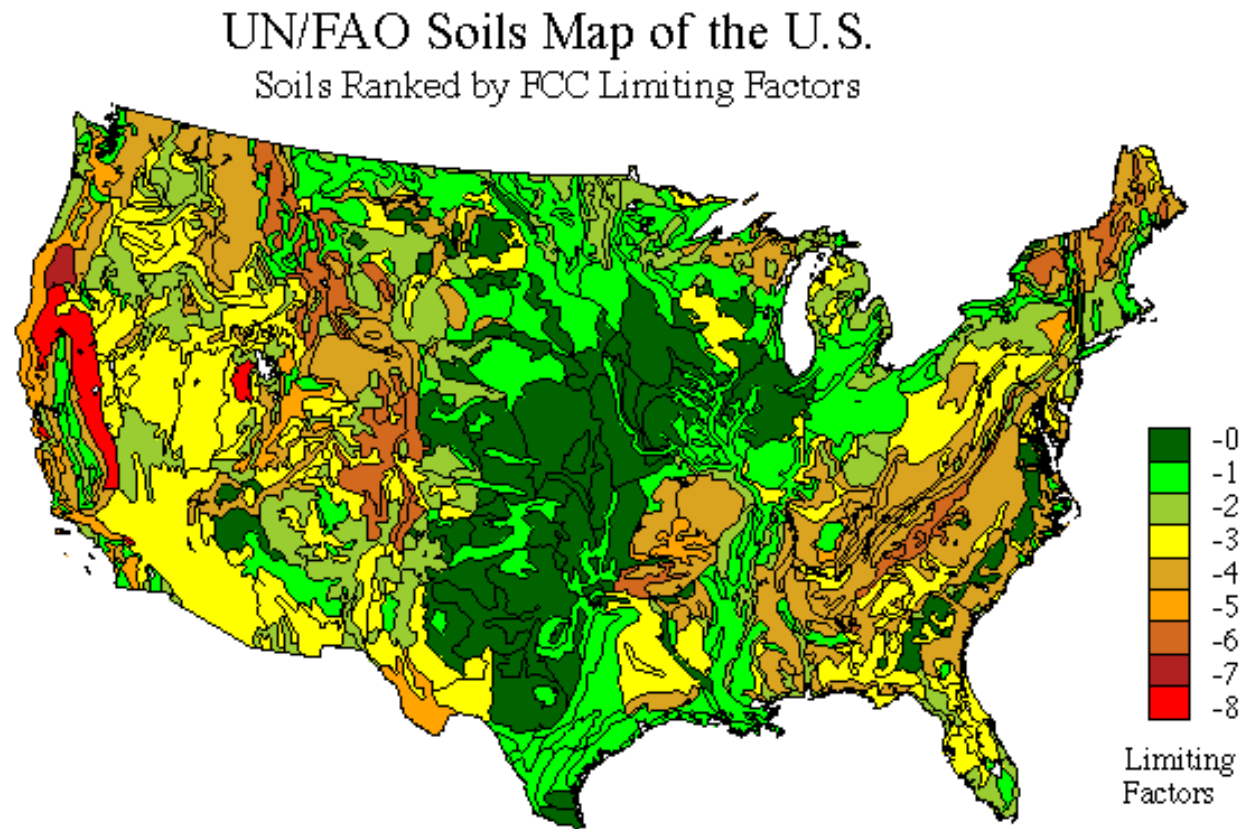 UN/FAO Soils Map of the U.S.
Soils Ranked by FCC Limiting Factors
-0
-1
-2
-3
-4
-5
-6
-7
-8
Limiting
Factors